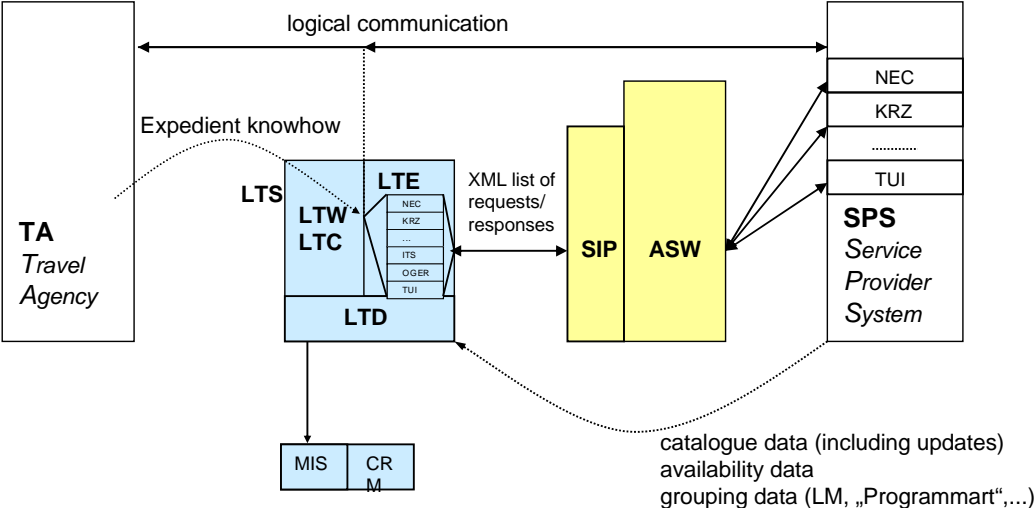 logical communication
Expedient knowhow
TA
Travel
Agency
LTS
LTW
LTC
LTE
NEC
KRZ
...
ITS
OGER
TUI
LTD
MIS
CR
M
XML list of
requests/
responses
SIP
ASW
NEC
KRZ
............
TUI
SPS
Service
Provider
System
catalogue data (including updates)
availability data
grouping data (LM, „Programmart“,...)